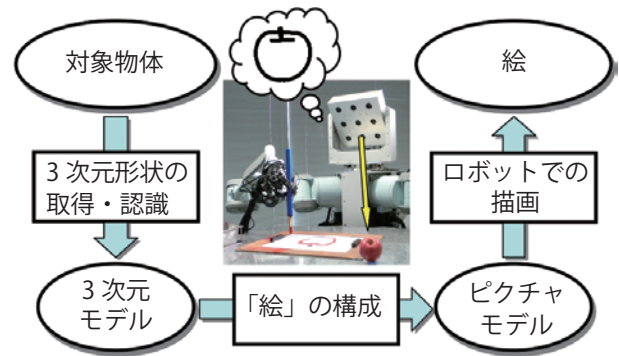 対象物体
絵
3 次元形状の
取得・認識
ロボットでの
描画
3 次元
モデル
「絵」の構成
ピクチャ
モデル